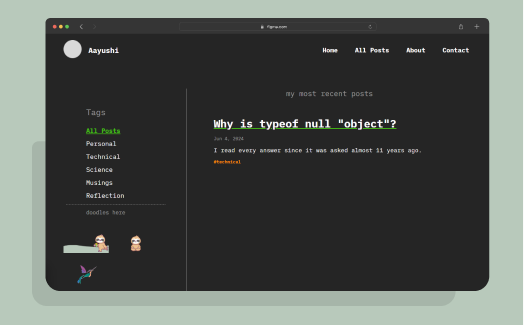 figma.com
Aayushi
Home All Posts About Contact
my most recent posts
Tags
All Posts
Personal
Technical
Science
Musings
Reflection
doodles here
Why is typeof null "object"?
Jun 4, 2024
I read every answer since it was asked almost 11 years ago.
#technical